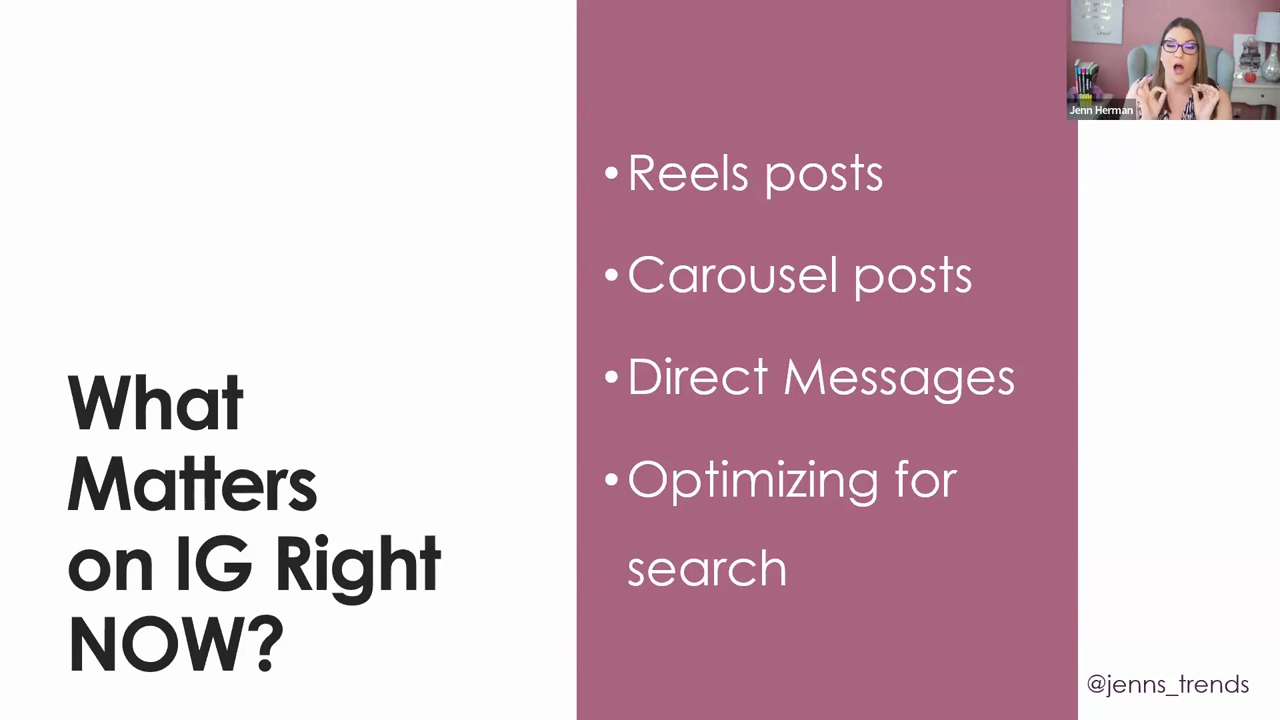 What
Matters
on IG Right
NOW?
• Reels posts
• Carousel posts
• Direct Messages
• Optimizing for
search
Jenn Herman
@jenns_trends